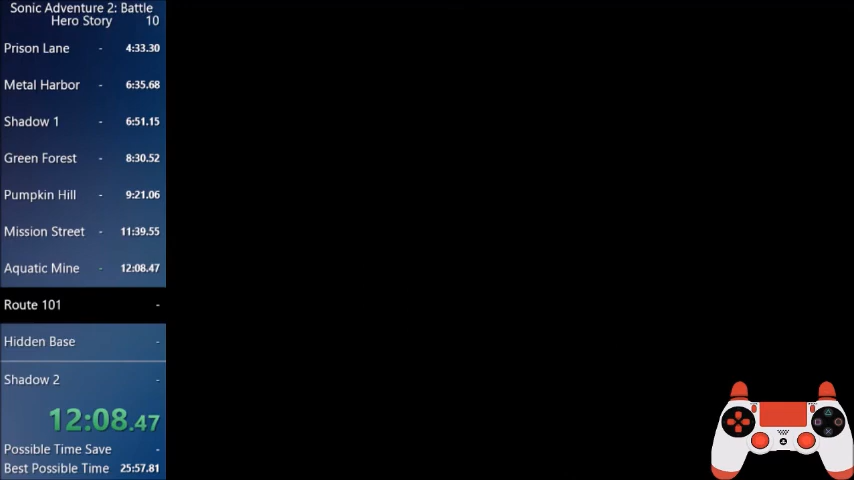 Sonic Adventure 2: Battle
Hero Story 10
Prison Lane - 4:33.30
Metal Harbor - 6:35.68
Shadow 1 - 6:51.15
Green Forest - 8:30.52
Pumpkin Hill - 9:21.06
Mission Street - 11:39.55
Aquatic Mine - 12:08.47
Route 101 -
Hidden Base -
Shadow 2 -
12:08.47
Possible Time Save -
Best Possible Time 25:57.81